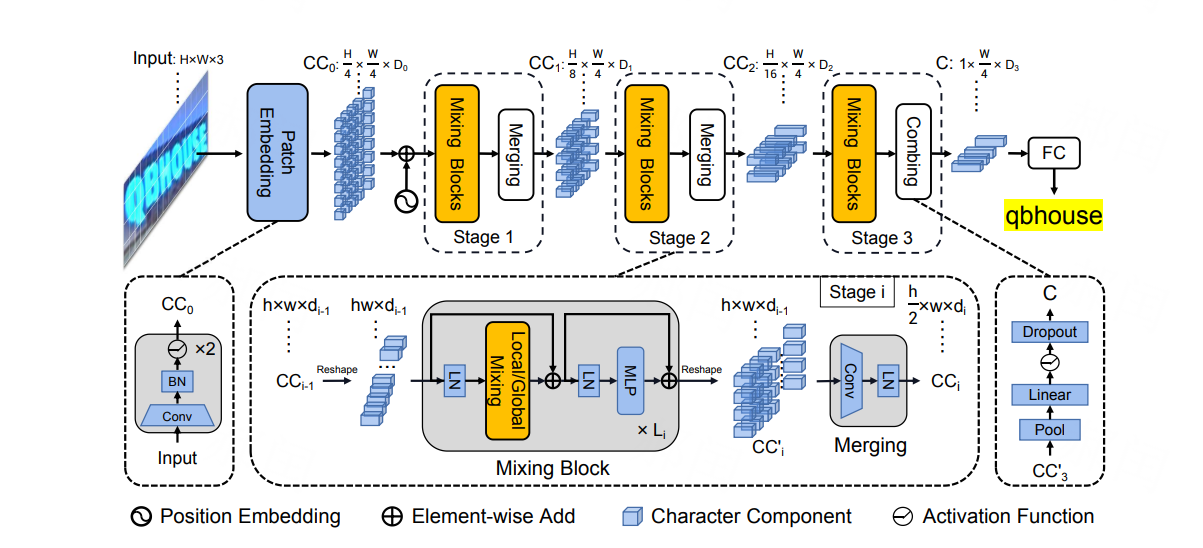 Input: H×W×3
CC₀: H/4 × W/4 × D₀
CC₁: H/8 × W/4 × D₁
CC₂: H/16 × W/4 × D₂
C: 1× W/4 × D₃
QBHOUSE
Patch Embedding
Mixing Blocks
Merging
Stage 1
Mixing Blocks
Merging
Stage 2
Mixing Blocks
Combing
Stage 3
FC
qbhouse
CC₀
×2
BN
Conv
Input
h×w×dᵢ₋₁
hw×dᵢ₋₁
CCᵢ₋₁
Reshape
LN
Local/Global Mixing
LN
MLP
× Lᵢ
Mixing Block
Reshape
h×w×dᵢ₋₁
CC'ᵢ
Stage i
h/2 ×w×dᵢ
Conv
LN
CCᵢ
Merging
C
Dropout
Linear
Pool
CC'₃
Position Embedding
Element-wise Add
Character Component
Activation Function